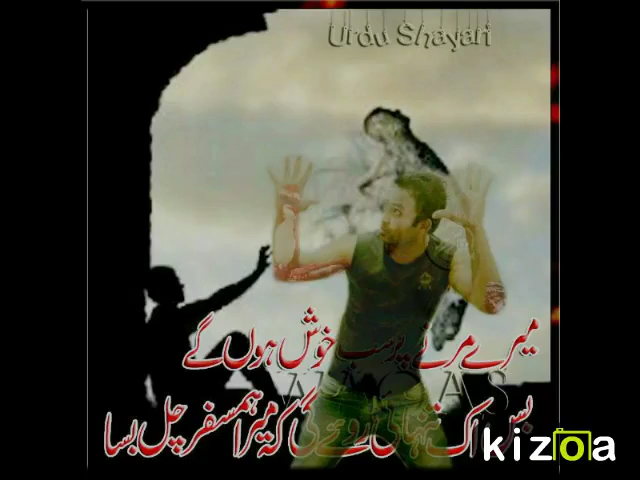 Urdu Shayari
میرے مرنے پر سب خوش ہوں گے
بس اک تنہائی روئے گی کہ میرا ہمسفر چل بسا
kizoa